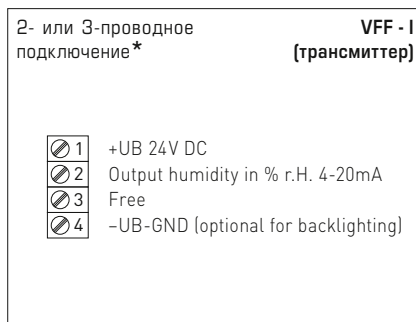 2- или 3-проводное VFF - I
подключение* (трансмиттер)
1 +UB 24V DC
2 Output humidity in % r.H. 4-20mA
3 Free
4 –UB-GND (optional for backlighting)